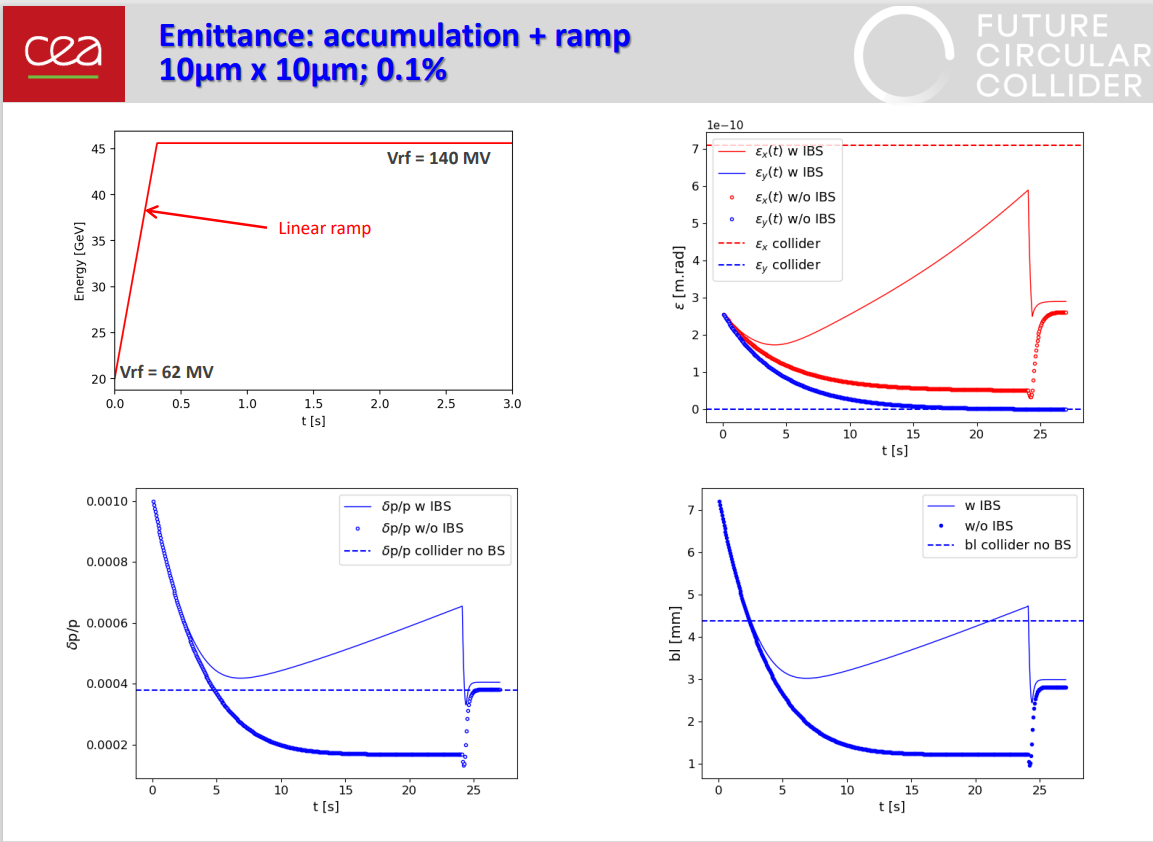 cea
Emittance: accumulation + ramp
10µm x 10µm; 0.1%
FUTURE
CIRCULAR
COLLIDER
45
40
35
30
25
20
Energy [GeV]
Vrf = 140 MV
Linear ramp
Vrf = 62 MV
0.0 0.5 1.0 1.5 2.0 2.5 3.0
t [s]
1e−10
7
6
5
4
3
2
1
0
ε [m.rad]
εx(t) w IBS
εy(t) w IBS
εx(t) w/o IBS
εy(t) w/o IBS
εx collider
εy collider
0 5 10 15 20 25
t [s]
0.0010
0.0008
0.0006
0.0004
0.0002
δp/p
δp/p w IBS
δp/p w/o IBS
δp/p collider no BS
0 5 10 15 20 25
t [s]
7
6
5
4
3
2
1
bl [mm]
w IBS
w/o IBS
bl collider no BS
0 5 10 15 20 25
t [s]